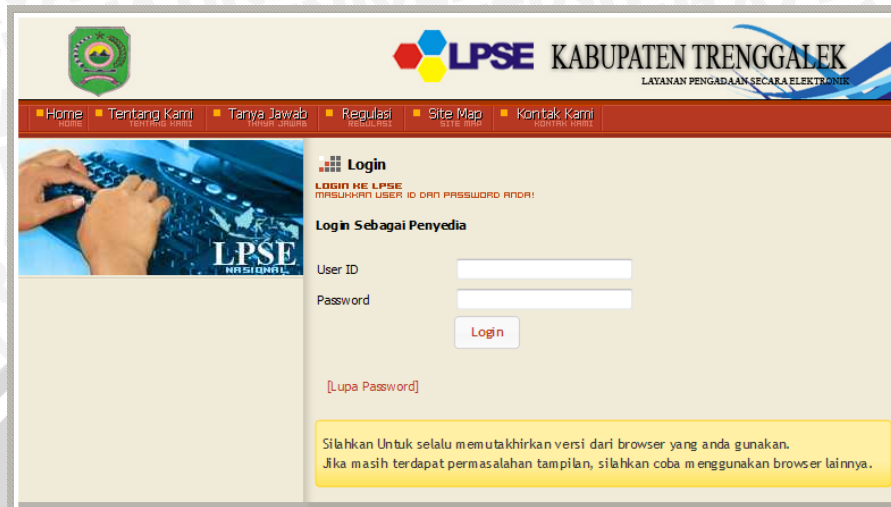 LPSE KABUPATEN TRENGGALEK
LAYANAN PENGADAAN SECARA ELEKTRONIK
Home Tentang Kami Tanya Jawab Regulasi Site Map Kontak Kami
HOME TENTANG KAMI TANYA JAWAB REGULASI SITE MAP KONTAK KAMI
LPSE
NASIONAL
Login
LOGIN KE LPSE
MASUKKAN USER ID DAN PASSWORD ANDA!
Login Sebagai Penyedia
User ID
Password
Login
[Lupa Password]
Silahkan Untuk selalu memutakhirkan versi dari browser yang anda gunakan.
Jika masih terdapat permasalahan tampilan, silahkan coba menggunakan browser lainnya.